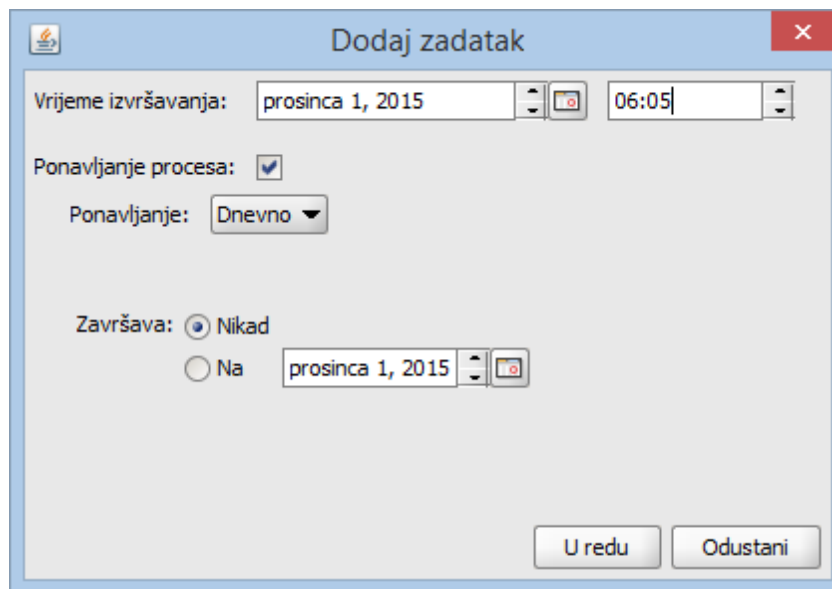 Dodaj zadatak
Vrijeme izvršavanja: prosinca 1, 2015 06:05
Ponavljanje procesa:
Ponavljanje: Dnevno
Završava: Nikad
Na prosinca 1, 2015
U redu Odustani